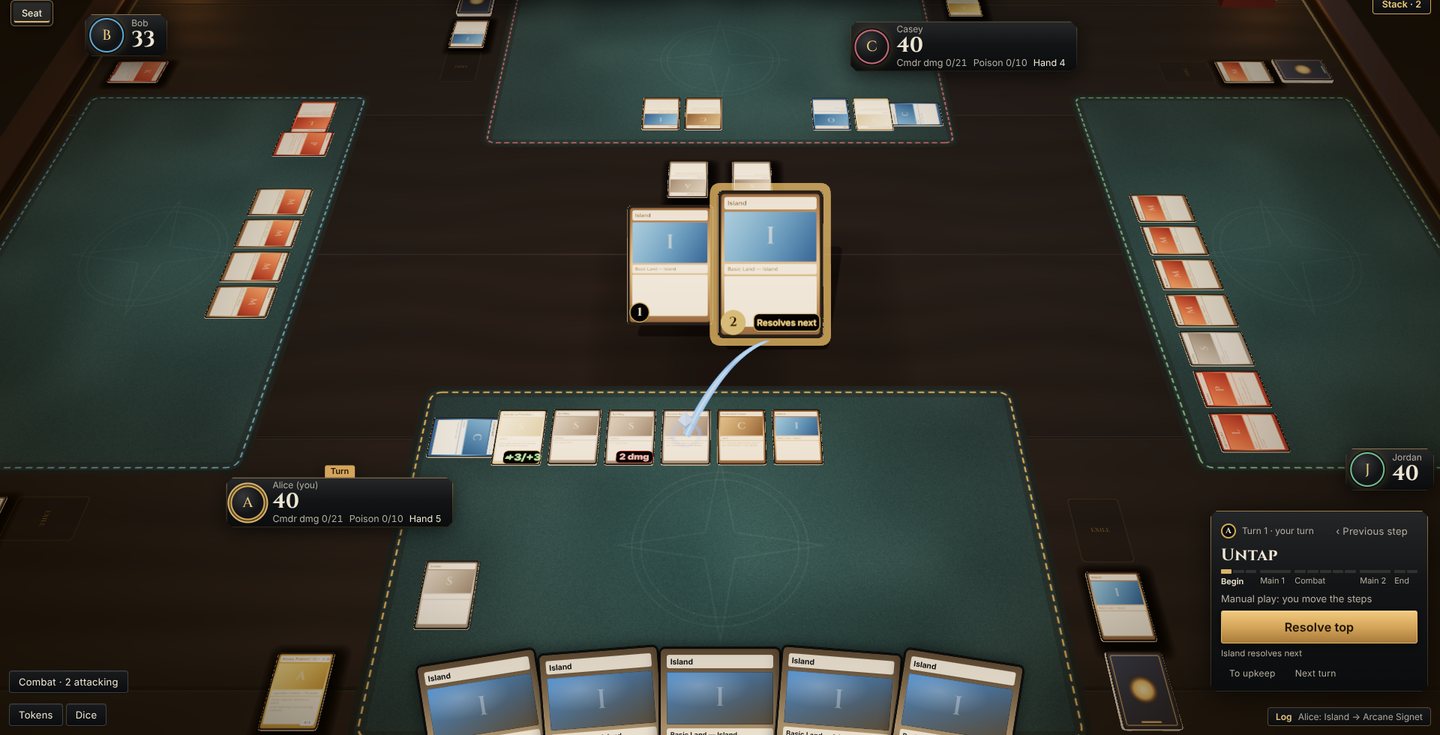 Seat
Bob
B
33
Casey
C
40
Cmdr dmg 0/21 Poison 0/10 Hand 4
Stack · 2
Island
I
Basic Land — Island
1
Island
I
Basic Land — Island
2
Resolves next
+3/+3
2 dmg
S
S
C
I
Turn
Alice (you)
A
40
Cmdr dmg 0/21 Poison 0/10 Hand 5
S
Jordan
J
40
A Turn 1 · your turn
‹ Previous step
Untap
Begin Main 1 Combat Main 2 End
Manual play: you move the steps
Resolve top
Island resolves next
To upkeep Next turn
Log Alice: Island → Arcane Signet
Combat · 2 attacking
Tokens Dice
I
A
Island
I
Island
I
Island
I
Basic Land — Island
Island
I
Island
I